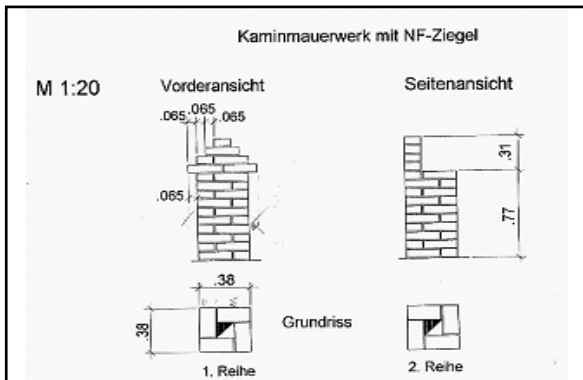 Kaminmauerwerk mit NF-Ziegel
M 1:20
Vorderansicht
Seitenansicht
.065
.065
.065
.065
.31
.77
.38
.38
Grundriss
1. Reihe
2. Reihe